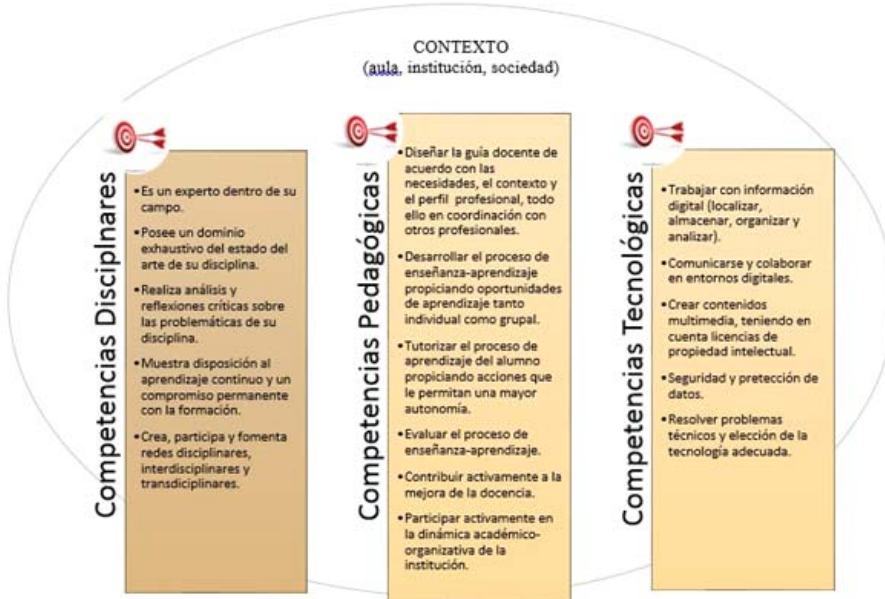 CONTEXTO
(aula, institución, sociedad)
Competencias Disciplnares
•Es un experto dentro de su
campo.
•Posee un dominio
exhaustivo del estado del
arte de su disciplina.
•Realiza análisis y
reflexiones críticas sobre
las problemáticas de su
disciplina.
•Muestra disposición al
aprendizaje continuo y un
compromiso permanente
con la formación.
•Crea, participa y fomenta
redes disciplinares,
interdisciplinares y
transdiciplinares.
Competencias Pedagógicas
•Diseñar la guía docente de
acuerdo con las
necesidades, el contexto y
el perfil profesional, todo
ello en coordinación con
otros profesionales.
•Desarrollar el proceso de
enseñanza-aprendizaje
propiciando oportunidades
de aprendizaje tanto
individual como grupal.
•Tutorizar el proceso de
aprendizaje del alumno
propiciando acciones que
le permitan una mayor
autonomía.
•Evaluar el proceso de
enseñanza-aprendizaje.
•Contribuir activamente a la
mejora de la docencia.
•Participar activamente en
la dinámica académico-
organizativa de la
institución.
Competencias Tecnológicas
•Trabajar con información
digital (localizar,
almacenar, organizar y
analizar).
•Comunicarse y colaborar
en entornos digitales.
•Crear contenidos
multimedia, teniendo en
cuenta licencias de
propiedad intelectual.
•Seguridad y pretección de
datos.
•Resolver problemas
técnicos y elección de la
tecnología adecuada.